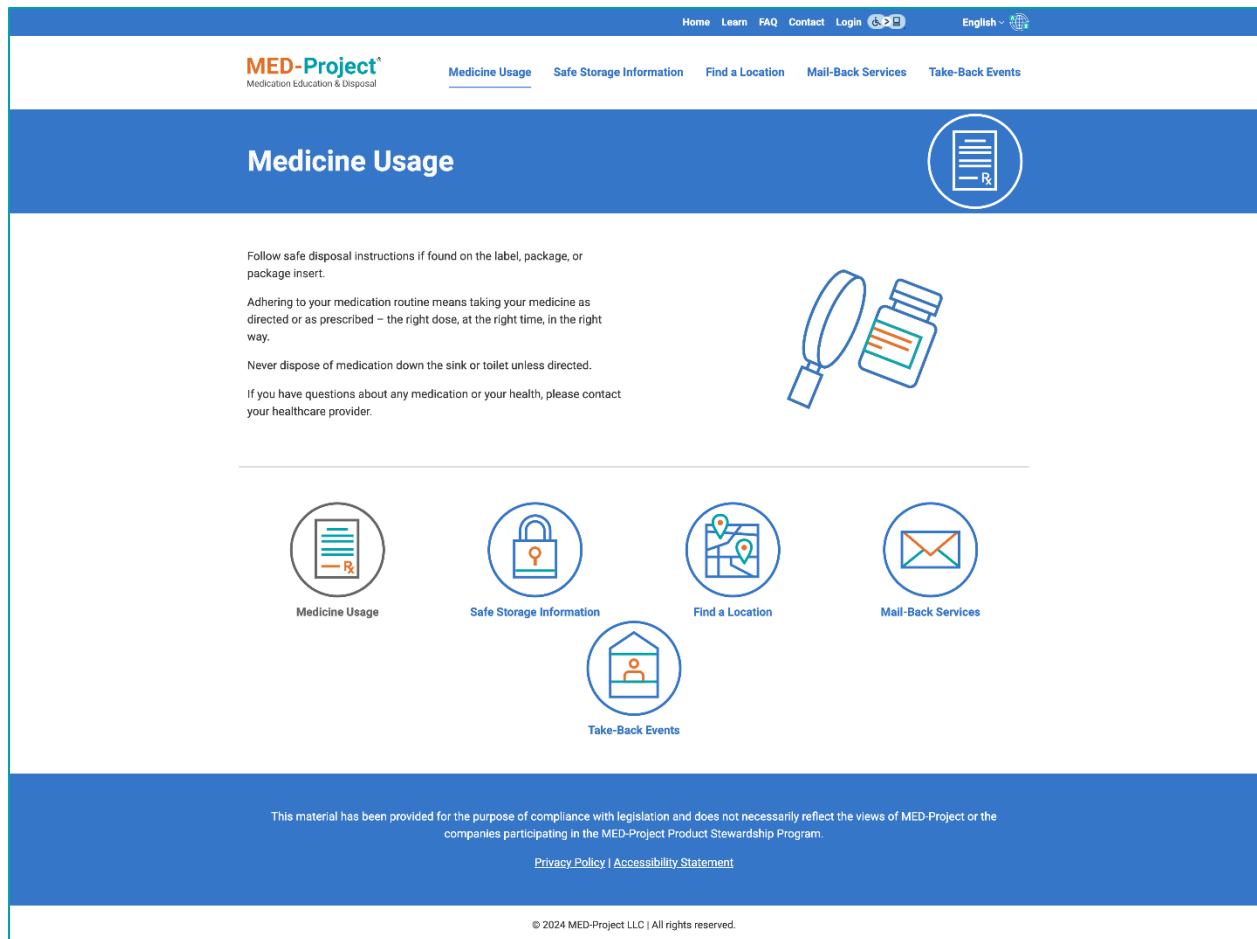 Home Learn FAQ Contact Login English
MED-Project®
Medication Education & Disposal
Medicine Usage Safe Storage Information Find a Location Mail-Back Services Take-Back Events
Medicine Usage
Rx
Follow safe disposal instructions if found on the label, package, or
package insert.
Adhering to your medication routine means taking your medicine as
directed or as prescribed – the right dose, at the right time, in the right
way.
Never dispose of medication down the sink or toilet unless directed.
If you have questions about any medication or your health, please contact
your healthcare provider.
Rx
Medicine Usage Safe Storage Information Find a Location Mail-Back Services
Take-Back Events
This material has been provided for the purpose of compliance with legislation and does not necessarily reflect the views of MED-Project or the
companies participating in the MED-Project Product Stewardship Program.
Privacy Policy | Accessibility Statement
© 2024 MED-Project LLC | All rights reserved.